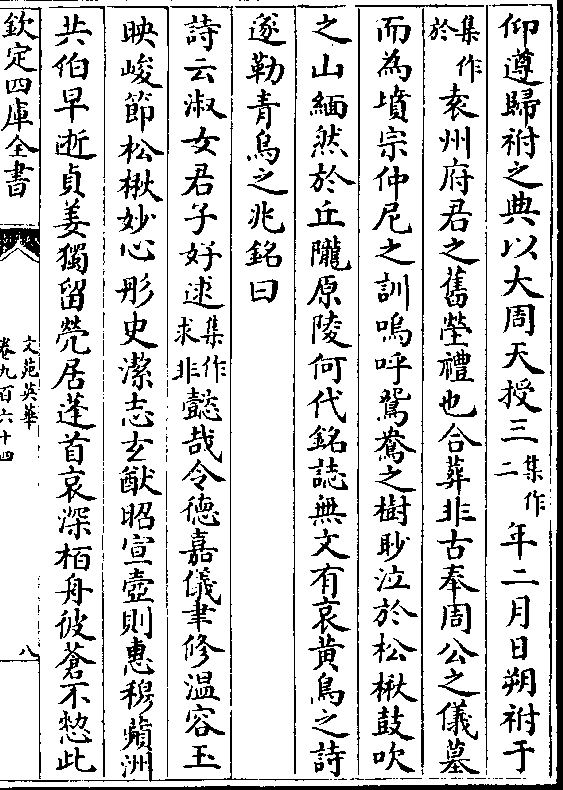 仰遵歸祔之典以大周天授三集作二年二月日朔祔于
集作於袁州府君之舊塋禮也合葬非古奉周公之儀墓
而為墳宗仲尼之訓嗚呼鴛鴦之樹眇泣於松楸鼓吹
之山緬然於丘隴原陵何代銘誌無文有哀黃鳥之詩
遂勒青烏之兆銘曰
詩云淑女君子好逑集作求非懿哉令德嘉儀聿修溫容玉
映峻節松楸妙心彤史潔志玄猷昭宣壼則惠穆蘋洲
共伯早逝貞姜獨留煢居蓬首哀深栢舟彼蒼不憗此
欽定四庫全書
文苑英華
卷九百六十四
八